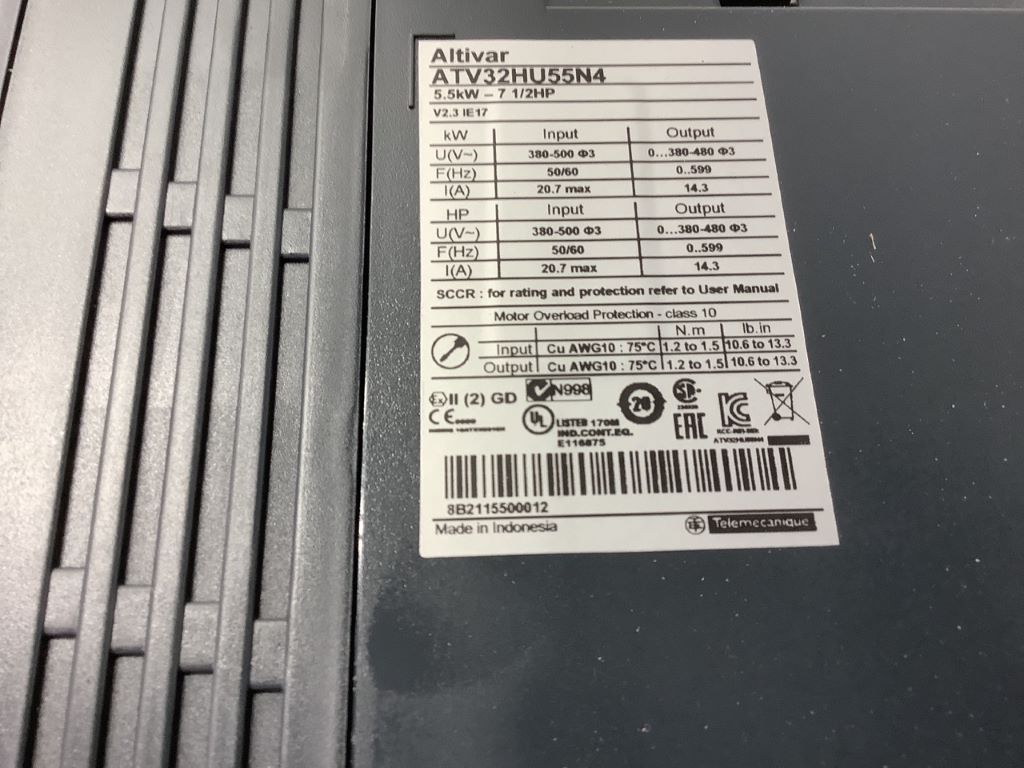 Altivar
ATV32HU55N4
5.5kW – 7 1/2HP
V2.3 IE17
kW Input Output
U(V~) 380-500 Φ3 0...380-480 Φ3
F(Hz) 50/60 0..599
I(A) 20.7 max 14.3
HP Input Output
U(V~) 380-500 Φ3 0...380-480 Φ3
F(Hz) 50/60 0..599
I(A) 20.7 max 14.3
SCCR : for rating and protection refer to User Manual
Motor Overload Protection - class 10
N.m lb.in
Input Cu AWG10 : 75°C 1.2 to 1.5 10.6 to 13.3
Output Cu AWG10 : 75°C 1.2 to 1.5 10.6 to 13.3
Ex II (2) GD N998 20 SP
CE UL LISTED 170M EAC
IND.CONT.EQ.
E116875
8B2115500012
Made in Indonesia Telemecanique